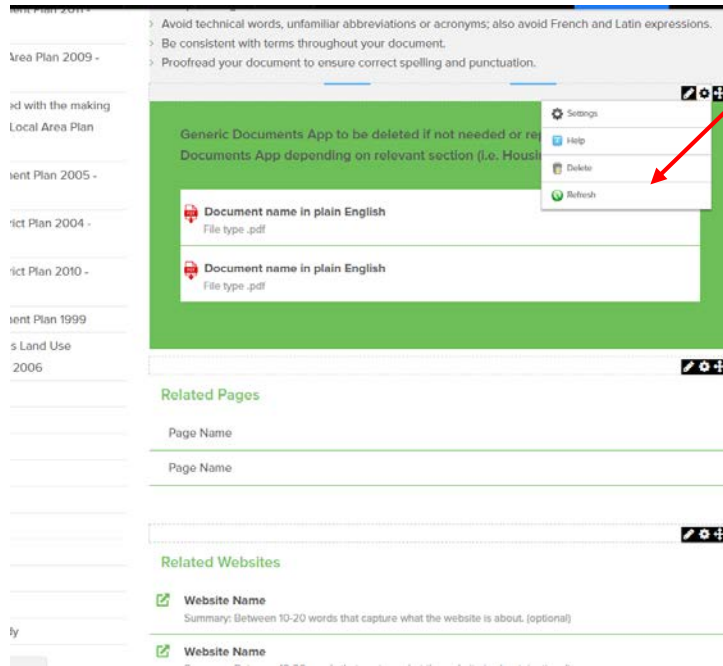 Avoid technical words, unfamiliar abbreviations or acronyms; also avoid French and Latin expressions.
Be consistent with terms throughout your document.
Proofread your document to ensure correct spelling and punctuation.
Area Plan 2009 -
ed with the making
Local Area Plan
nent Plan 2005 -
rict Plan 2004 -
rict Plan 2010 -
nent Plan 1999
s Land Use
2006
Generic Documents App to be deleted if not needed or
Documents App depending on relevant section (i.e.
Settings
Help
Delete
Refresh
Document name in plain English
File type .pdf
Document name in plain English
File type .pdf
Related Pages
Page Name
Page Name
Related Websites
Website Name
Summary: Between 10-20 words that capture what the website is about. (optional)
Website Name